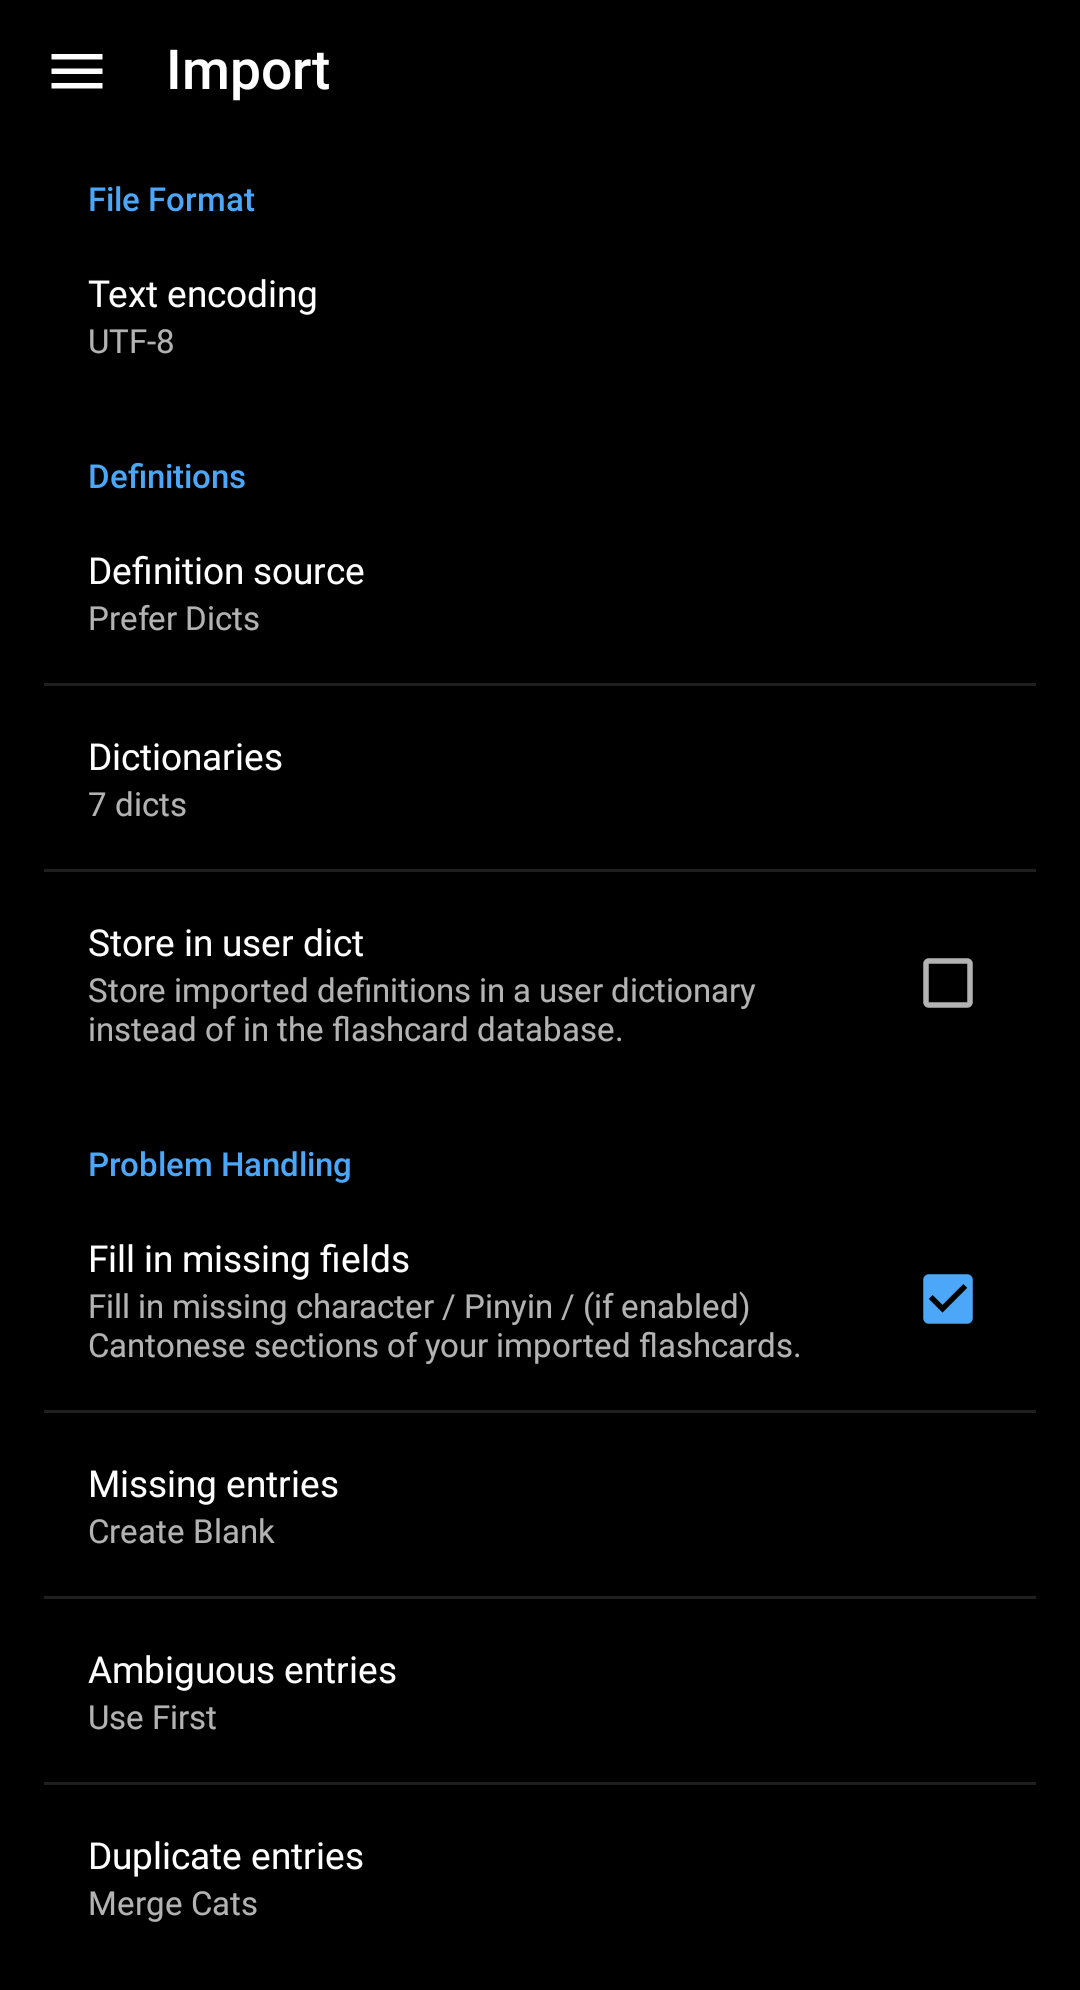 Import
File Format
Text encoding
UTF-8
Definitions
Definition source
Prefer Dicts
Dictionaries
7 dicts
Store in user dict
Store imported definitions in a user dictionary
instead of in the flashcard database.
Problem Handling
Fill in missing fields
Fill in missing character / Pinyin / (if enabled)
Cantonese sections of your imported flashcards.
Missing entries
Create Blank
Ambiguous entries
Use First
Duplicate entries
Merge Cats